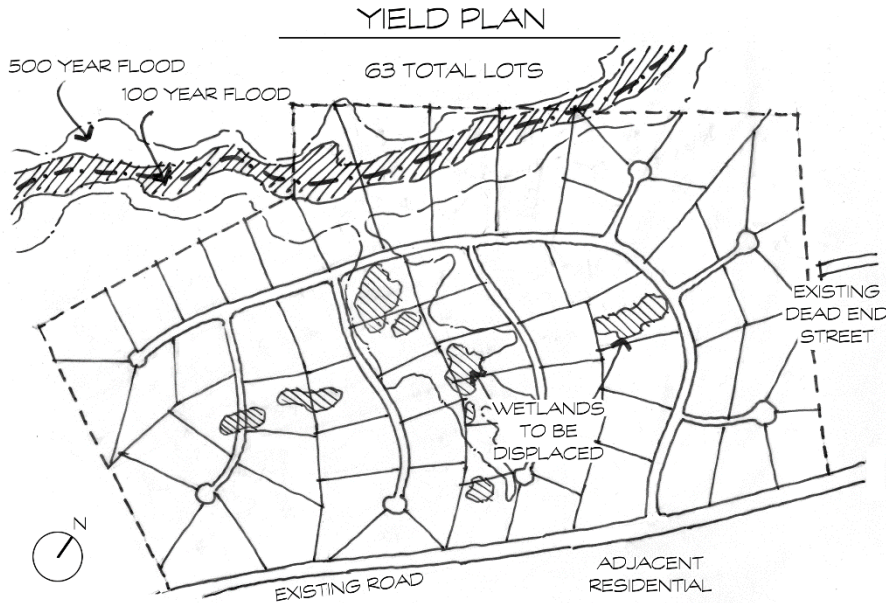 YIELD PLAN
63 TOTAL LOTS
500 YEAR FLOOD
100 YEAR FLOOD
EXISTING
DEAD END
STREET
WETLANDS
TO BE
DISPLACED
N
EXISTING ROAD
ADJACENT
RESIDENTIAL